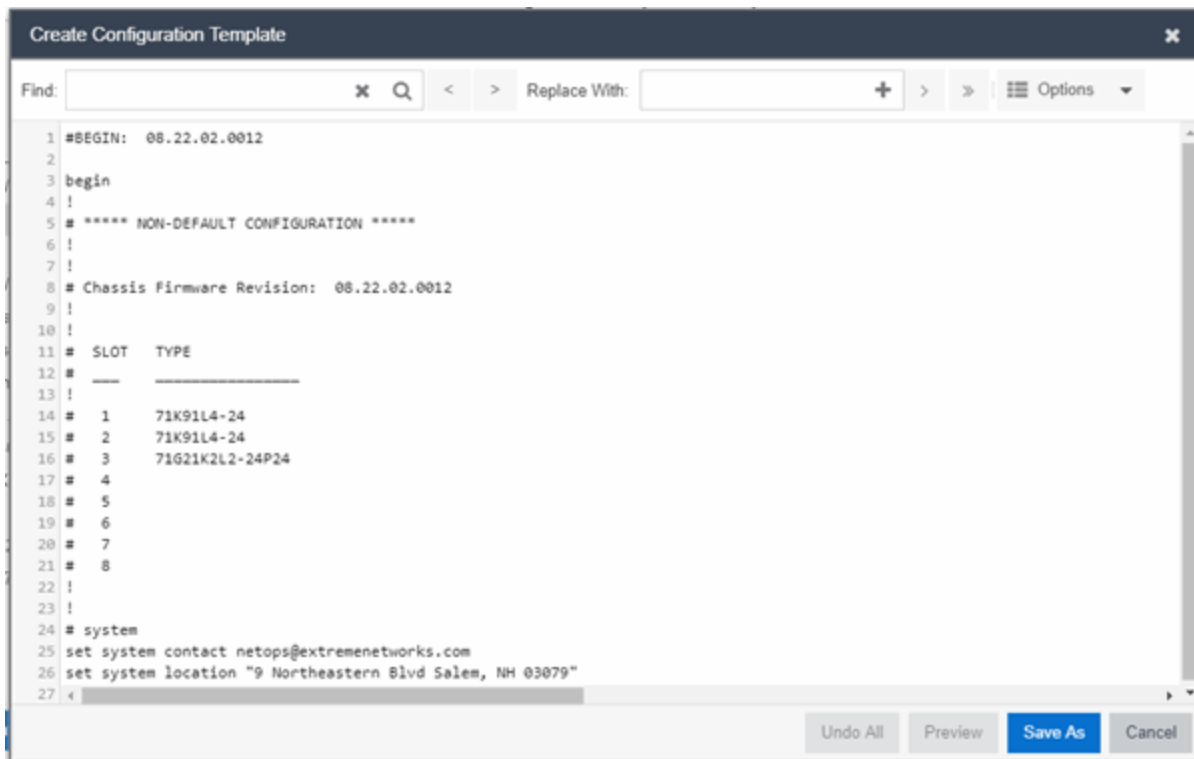 Create Configuration Template
Find: Replace With: Options
1 #BEGIN:  08.22.02.0012
2
3 begin
4 !
5 # ***** NON-DEFAULT CONFIGURATION *****
6 !
7 !
8 # Chassis Firmware Revision:  08.22.02.0012
9 !
10 !
11 #  SLOT   TYPE
12 #  ___    ________________
13 !
14 #   1     71K91L4-24
15 #   2     71K91L4-24
16 #   3     71G21K2L2-24P24
17 #   4
18 #   5
19 #   6
20 #   7
21 #   8
22 !
23 !
24 # system
25 set system contact netops@extremenetworks.com
26 set system location "9 Northeastern Blvd Salem, NH 03079"
27
Undo All Preview Save As Cancel